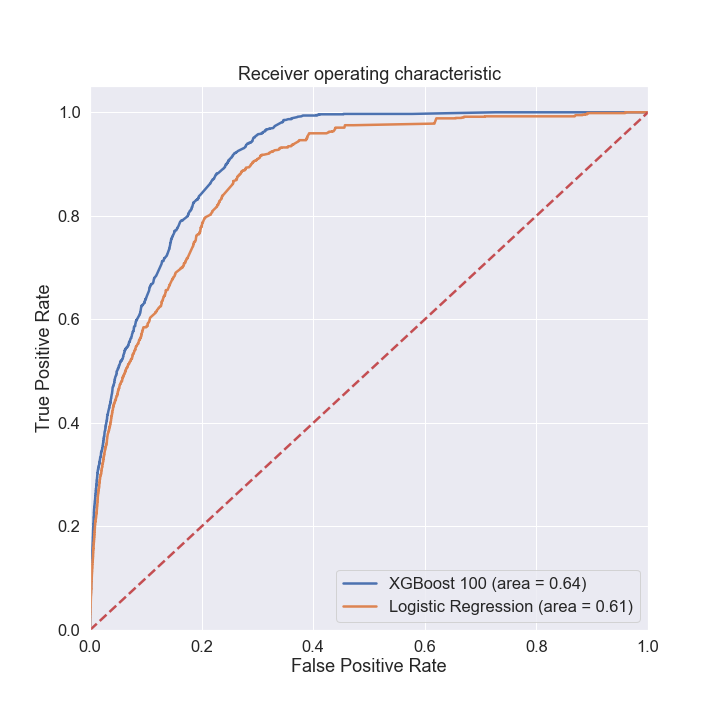 Receiver operating characteristic
1.0
0.8
0.6
0.4
0.2
0.0
True Positive Rate
XGBoost 100 (area = 0.64)
Logistic Regression (area = 0.61)
0.0 0.2 0.4 0.6 0.8 1.0
False Positive Rate